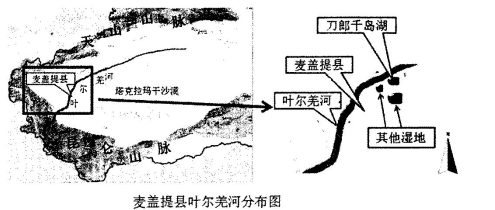 天山山脉
麦盖提县
叶尔羌河
塔克拉玛干沙漠
昆仑山脉
刀郎千岛湖
麦盖提县
叶尔羌河
其他湿地
麦盖提县叶尔羌河分布图